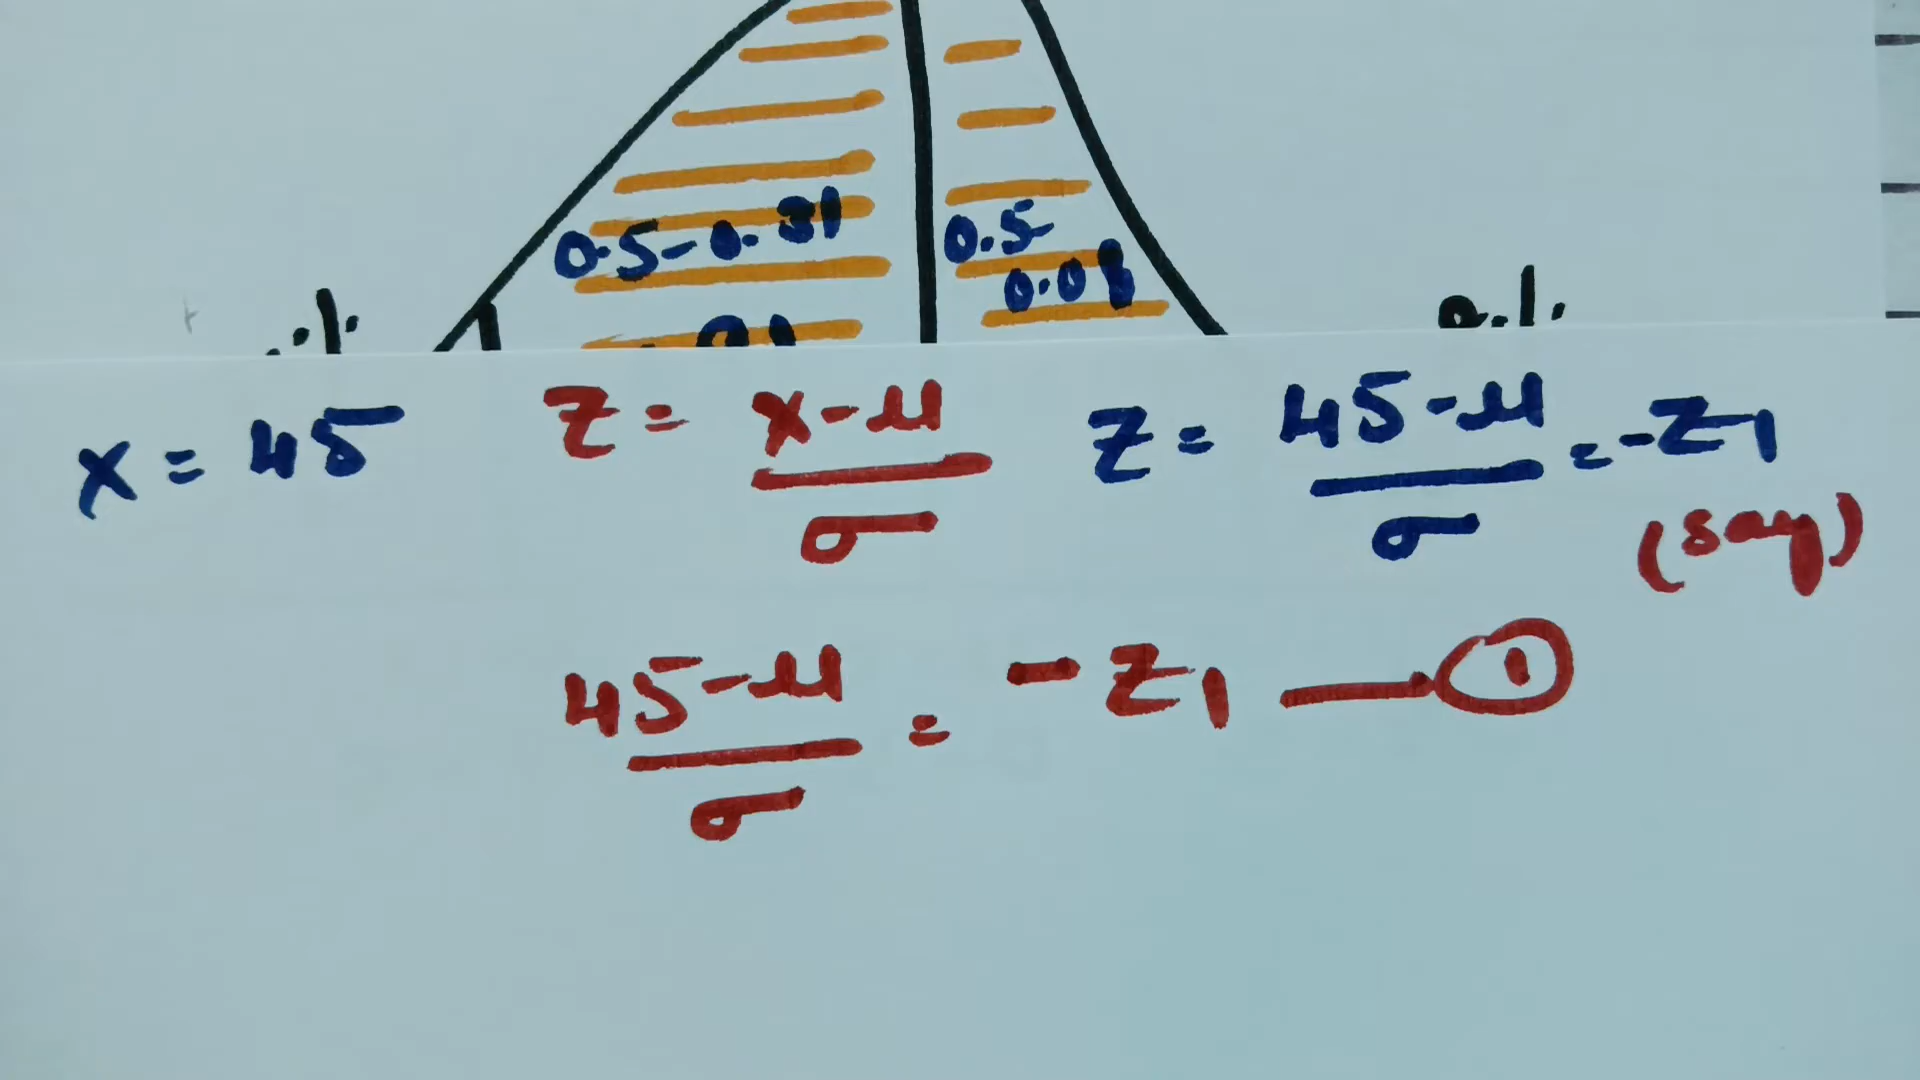 0.5-0.31
0.5
0.08
x = 45
z = x-μ / σ
z = 45-μ / σ = -z1
(say)
45-μ / σ = -z1 — 1